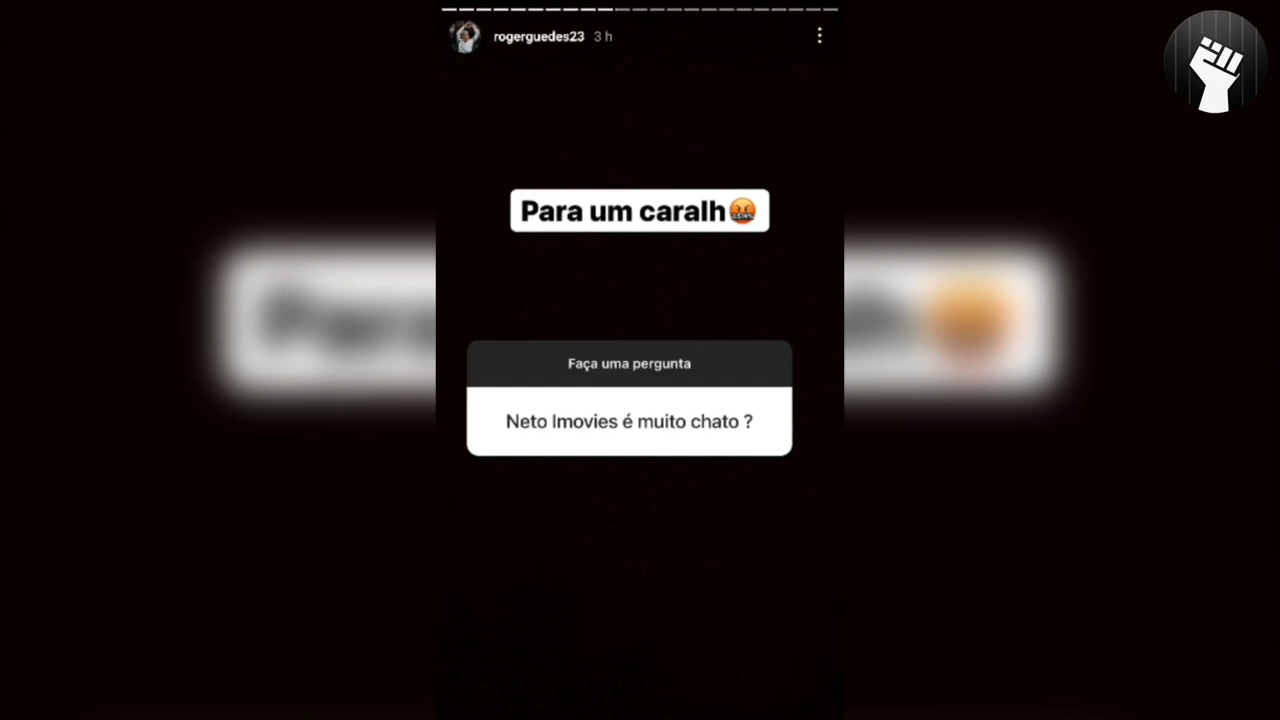 rogerguedes23 3 h
Para um caralh🤬
Faça uma pergunta
Neto Imovies é muito chato ?